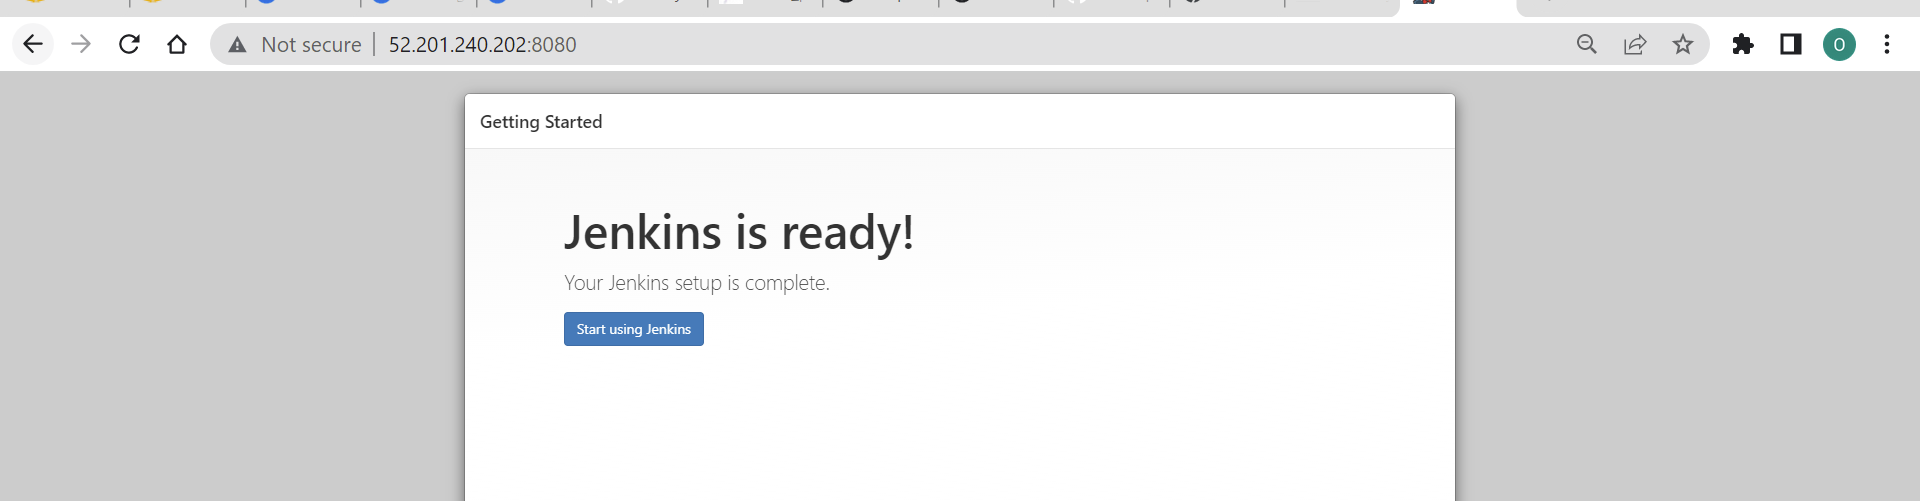 Not secure | 52.201.240.202:8080
O
Getting Started
Jenkins is ready!
Your Jenkins setup is complete.
Start using Jenkins